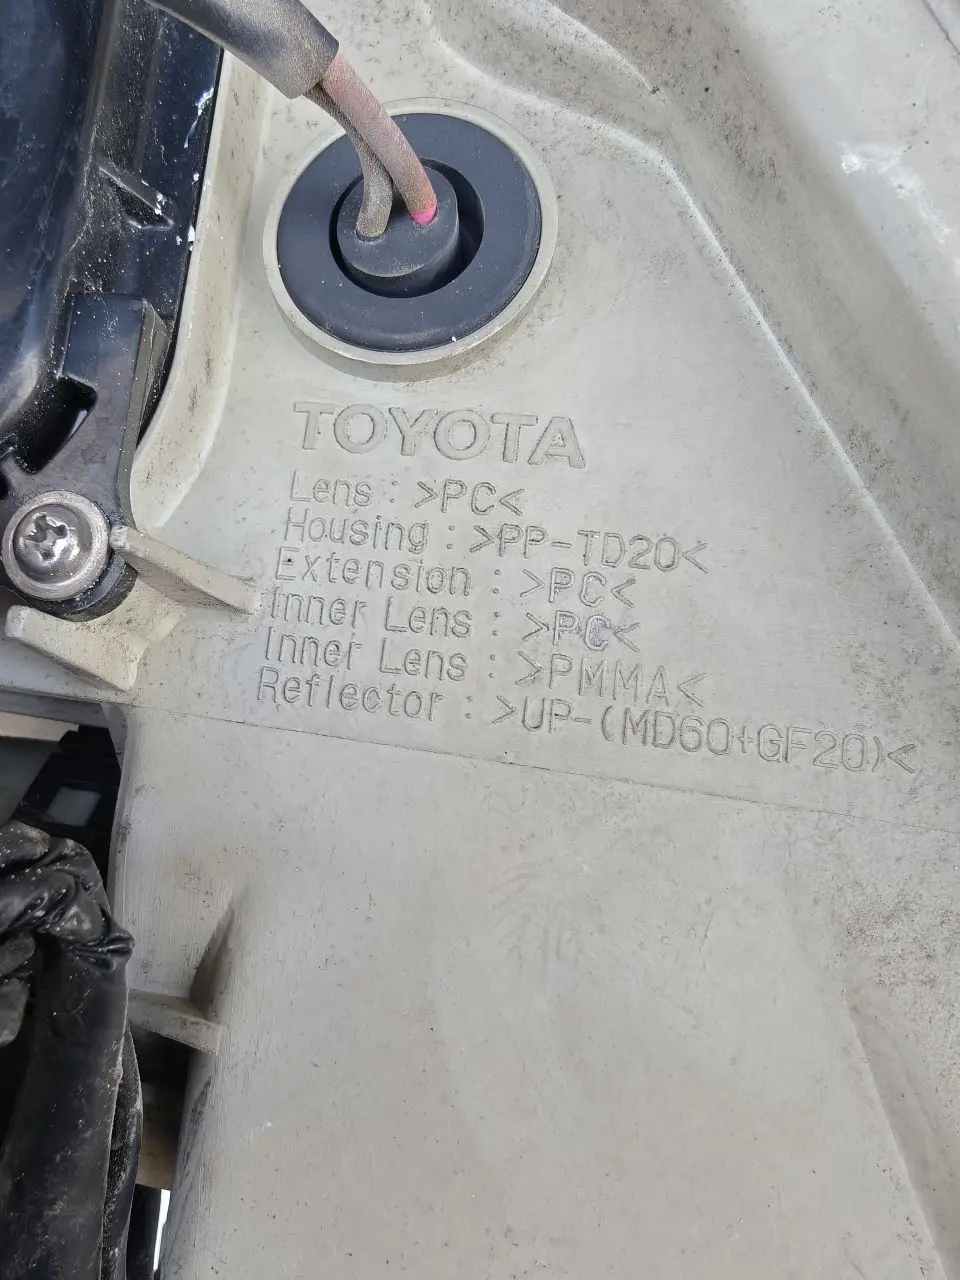 TOYOTA
Lens : >PC<
Housing : >PP-TD20<
Extension : >PC<
Inner Lens : >PC<
Inner Lens : >PMMA<
Reflector : >UP-(MD60+GF20)<